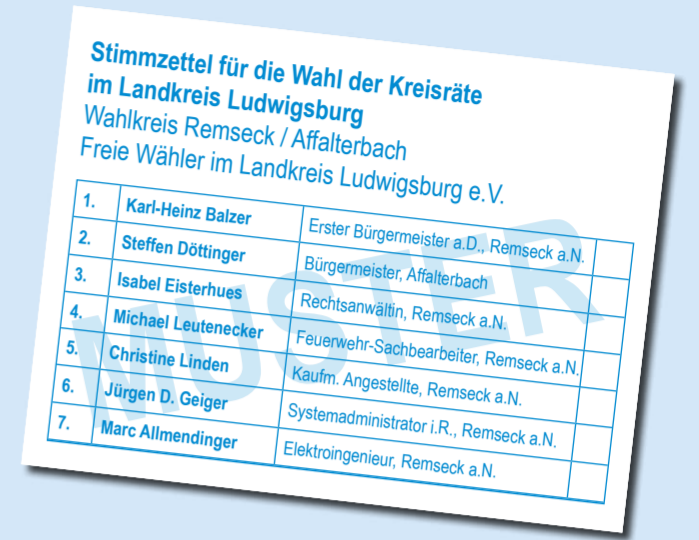 Stimmzettel für die Wahl der Kreisräte
im Landkreis Ludwigsburg
Wahlkreis Remseck / Affalterbach
Freie Wähler im Landkreis Ludwigsburg e.V.
1. Karl-Heinz Balzer Erster Bürgermeister a.D., Remseck a.N.
2. Steffen Döttinger Bürgermeister, Affalterbach
3. Isabel Eisterhues Rechtsanwältin, Remseck a.N.
4. Michael Leutenecker Feuerwehr-Sachbearbeiter, Remseck a.N.
5. Christine Linden Kaufm. Angestellte, Remseck a.N.
6. Jürgen D. Geiger Systemadministrator i.R., Remseck a.N.
7. Marc Allmendinger Elektroingenieur, Remseck a.N.
MUSTER